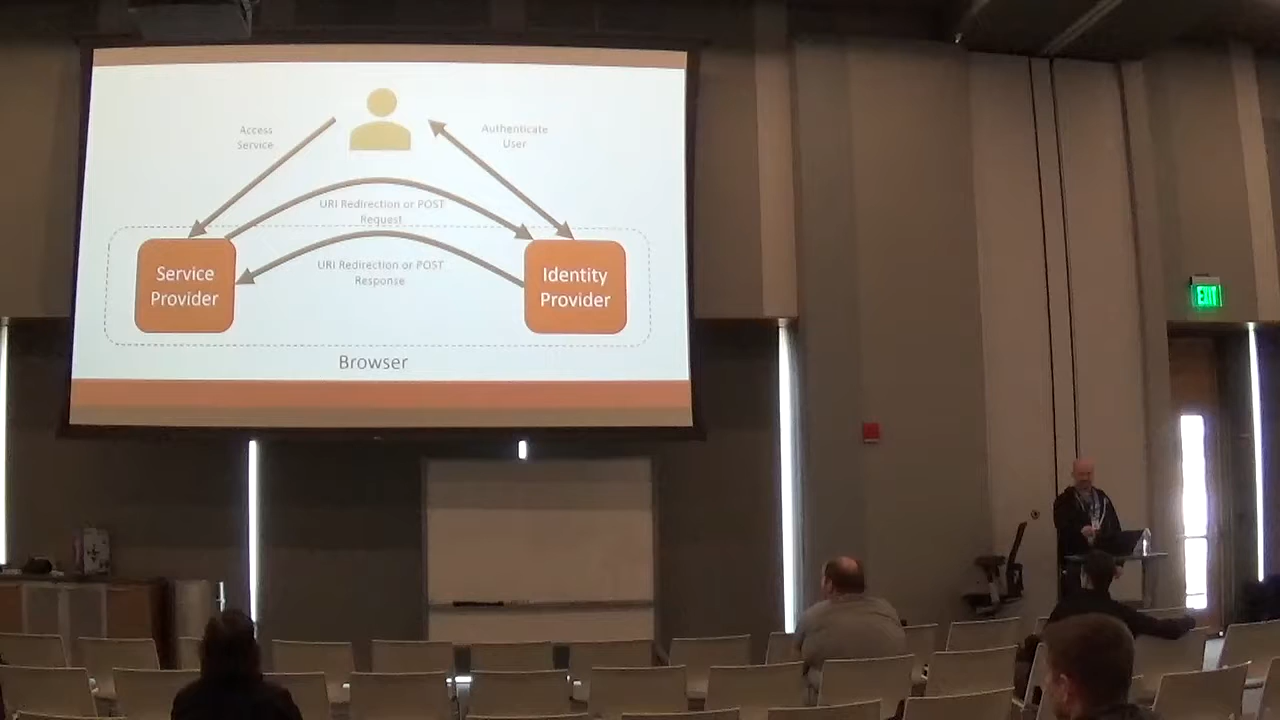 Access
Service
Authenticate
User
URI Redirection or POST
Request
URI Redirection or POST
Response
Service
Provider
Identity
Provider
Browser
EXIT